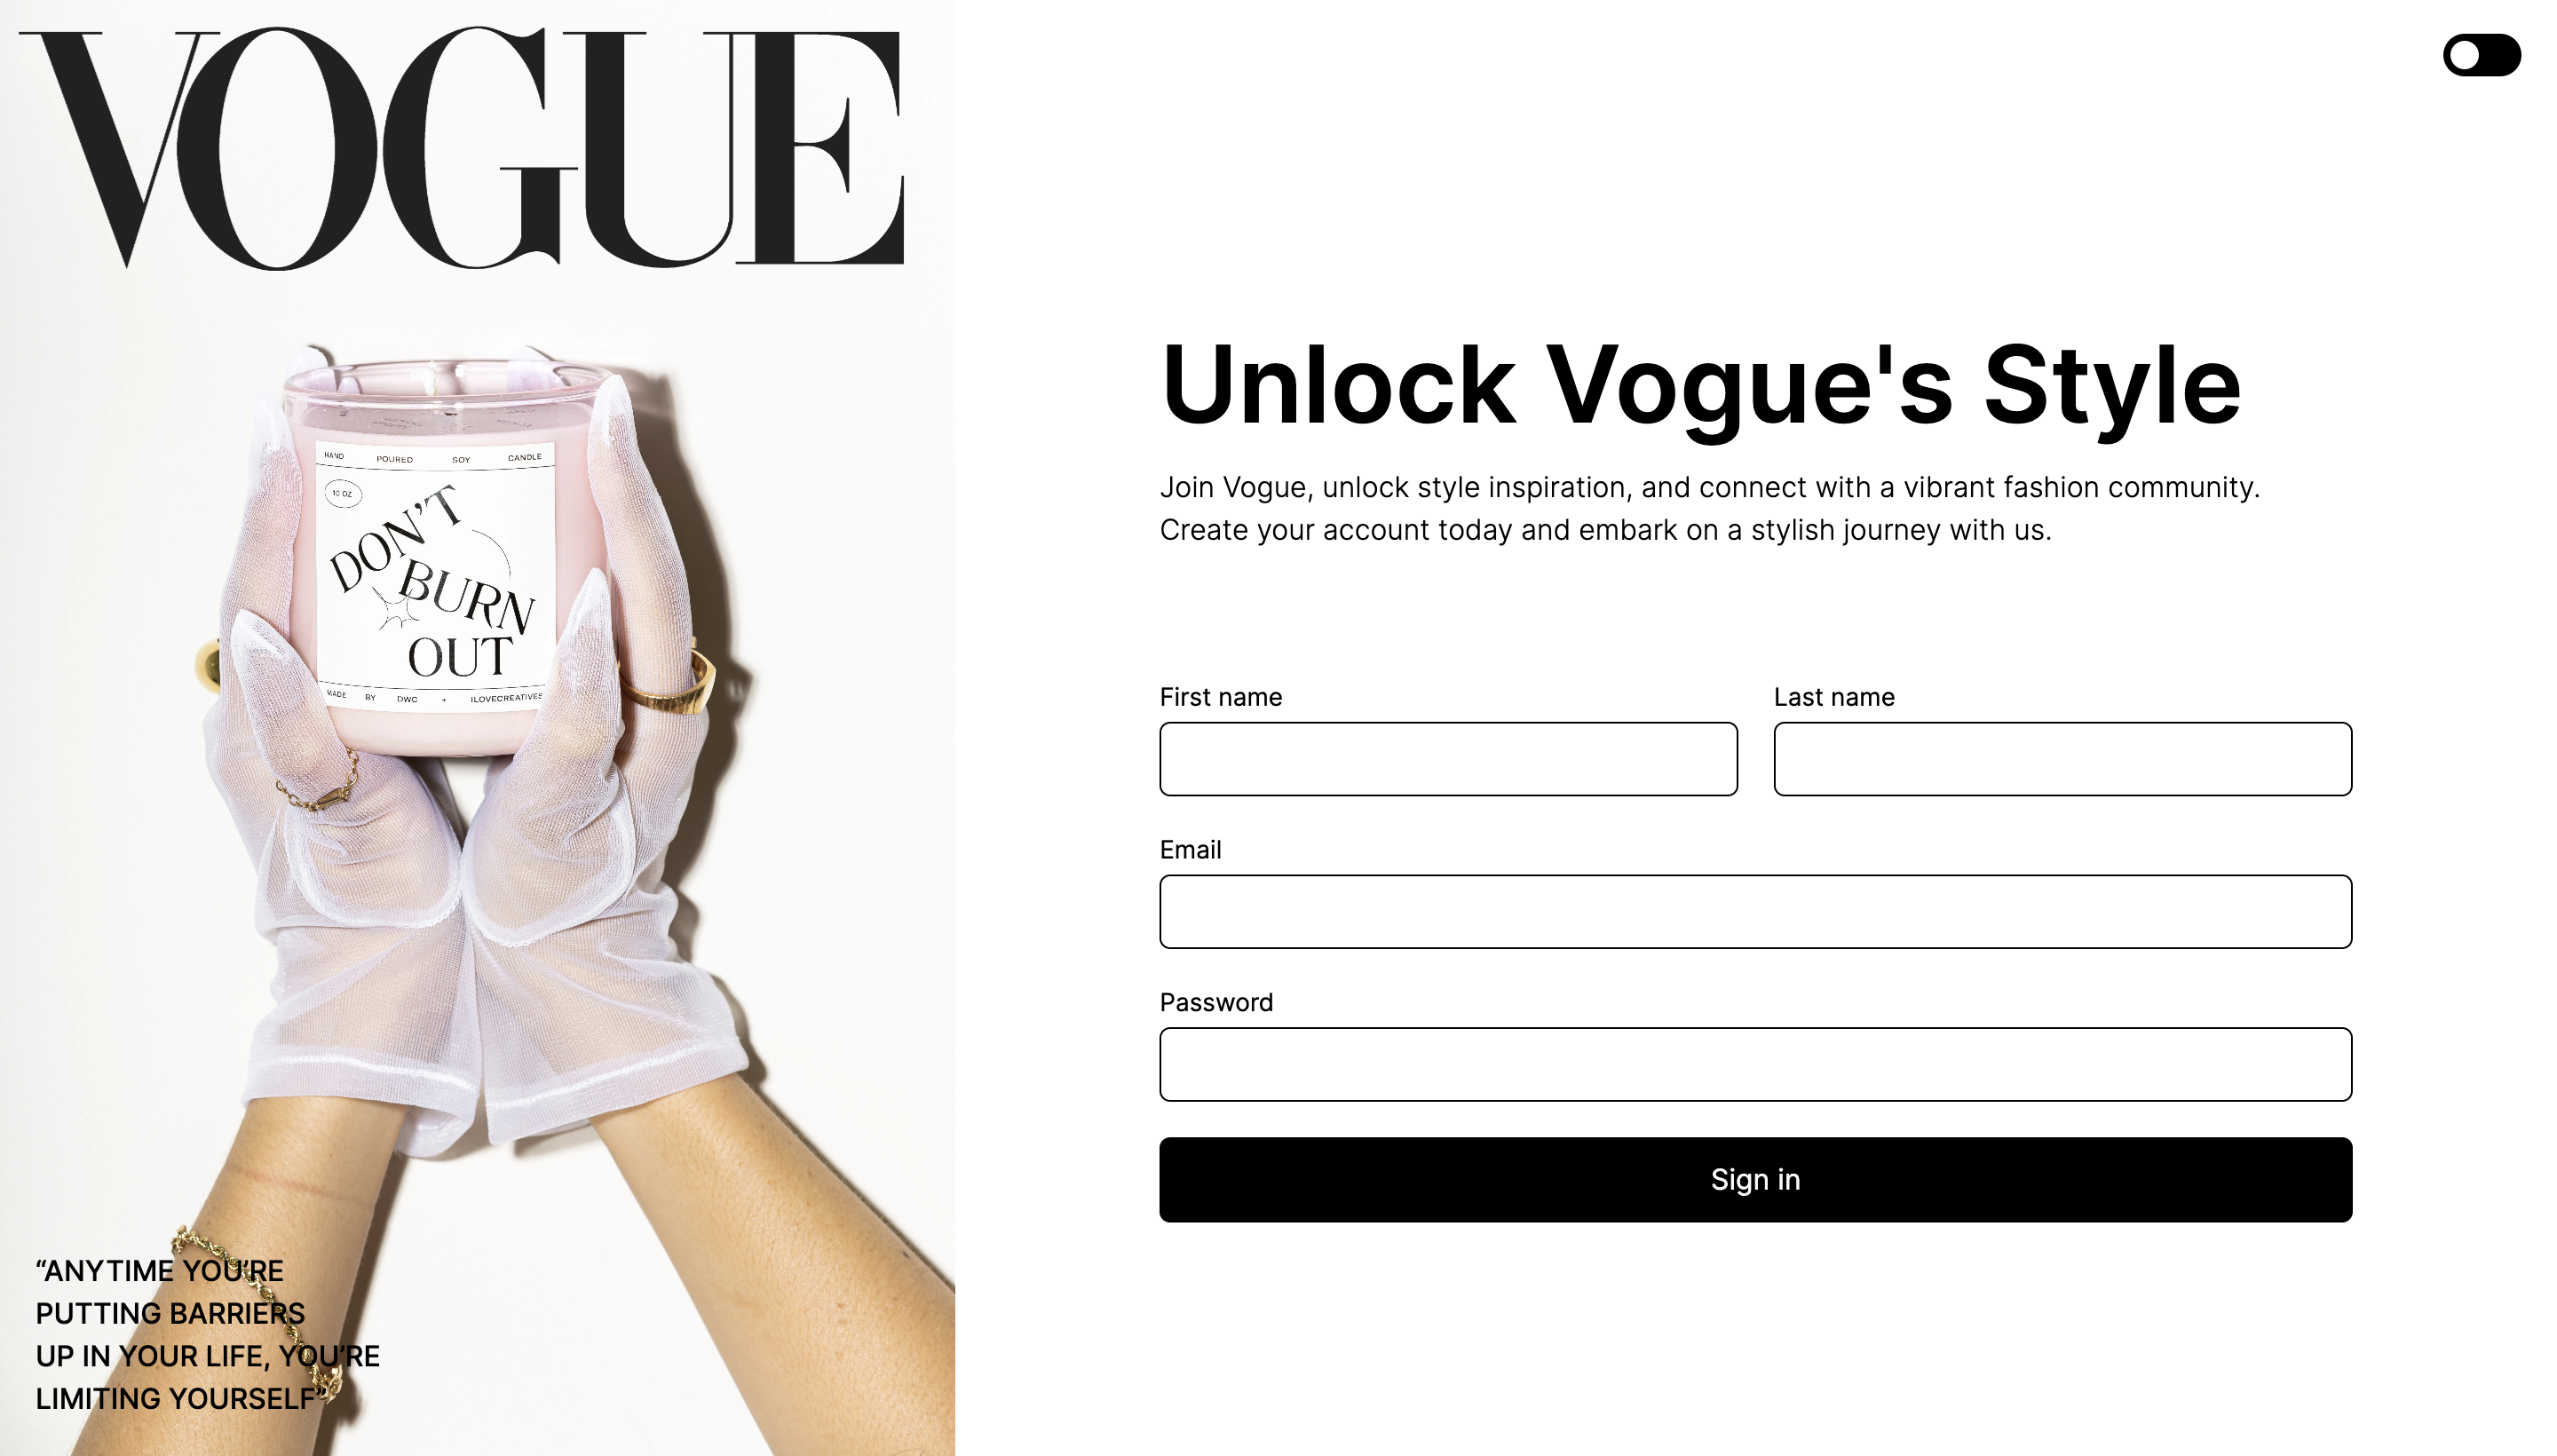 VOGUE
HAND POURED SOY CANDLE
10 OZ
DON'T
BURN
OUT
MADE BY DWC + ILOVECREATIVES
“ANYTIME YOU’RE
PUTTING BARRIERS
UP IN YOUR LIFE, YOU’RE
LIMITING YOURSELF”
Unlock Vogue's Style
Join Vogue, unlock style inspiration, and connect with a vibrant fashion community.
Create your account today and embark on a stylish journey with us.
First name
Last name
Email
Password
Sign in